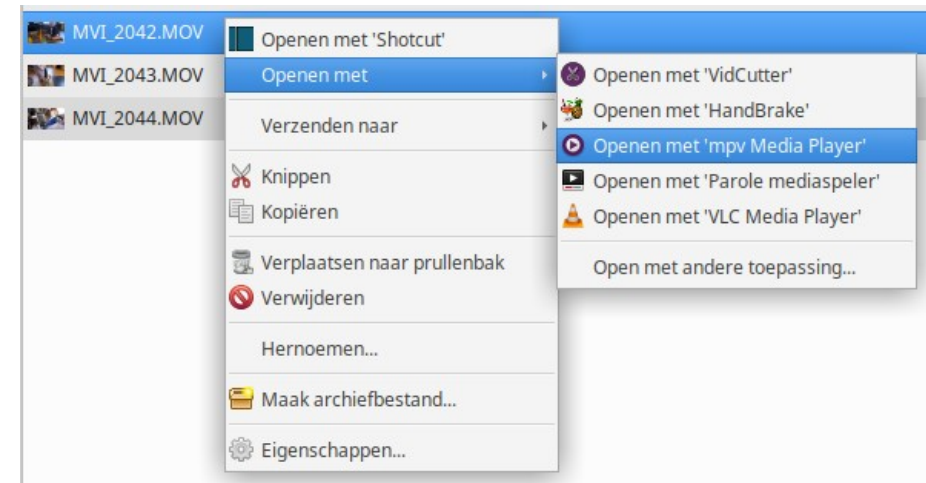 MVI_2042.MOV
MVI_2043.MOV
MVI_2044.MOV
Openen met 'Shotcut'
Openen met
Verzenden naar
Knippen
Kopiëren
Verplaatsen naar prullenbak
Verwijderen
Hernoemen...
Maak archiefbestand...
Eigenschappen...
Openen met 'VidCutter'
Openen met 'HandBrake'
Openen met 'mpv Media Player'
Openen met 'Parole mediaspeler'
Openen met 'VLC Media Player'
Open met andere toepassing...